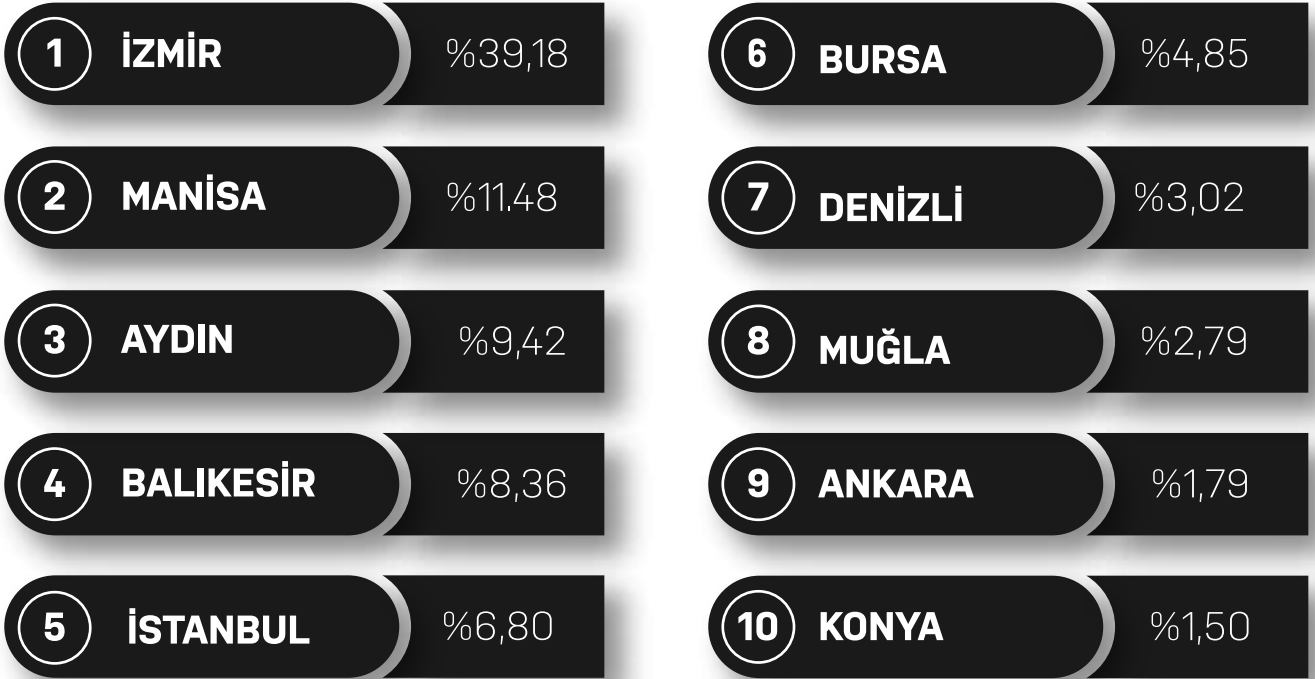 1 İZMİR %39,18
2 MANİSA %11.48
3 AYDIN %9,42
4 BALIKESİR %8,36
5 İSTANBUL %6,80
6 BURSA %4,85
7 DENİZLİ %3,02
8 MUĞLA %2,79
9 ANKARA %1,79
10 KONYA %1,50